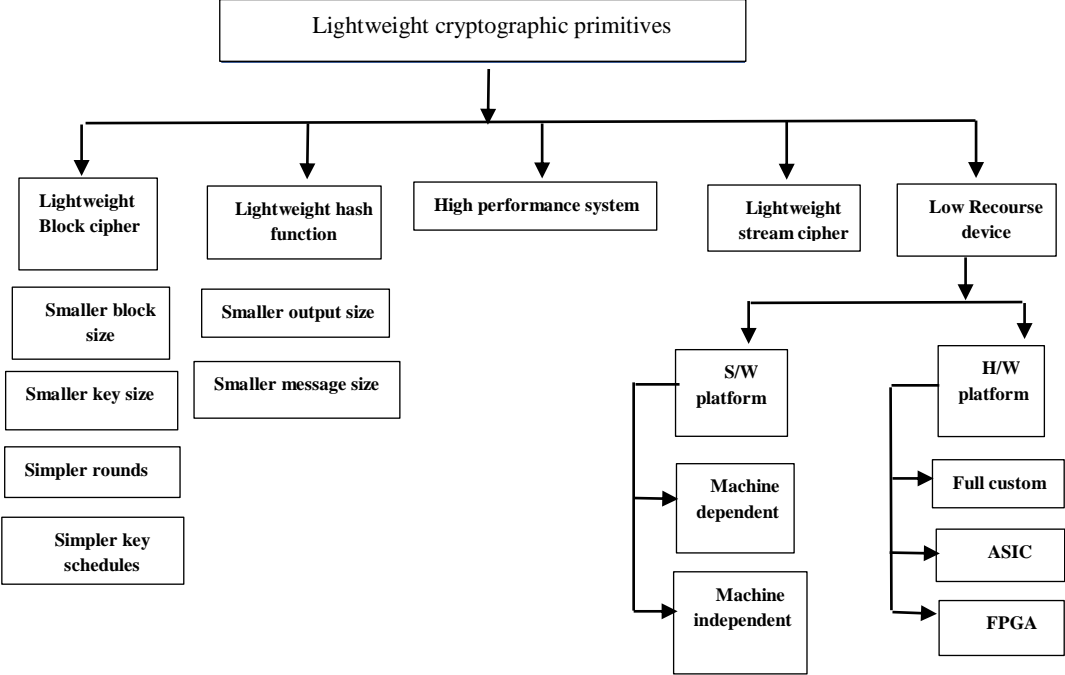 Lightweight cryptographic primitives
Lightweight
Block cipher
Lightweight hash
function
High performance system
Lightweight
stream cipher
Low Recourse
device
Smaller block
size
Smaller key size
Simpler rounds
Simpler key
schedules
Smaller output size
Smaller message size
S/W
platform
Machine
dependent
Machine
independent
H/W
platform
Full custom
ASIC
FPGA